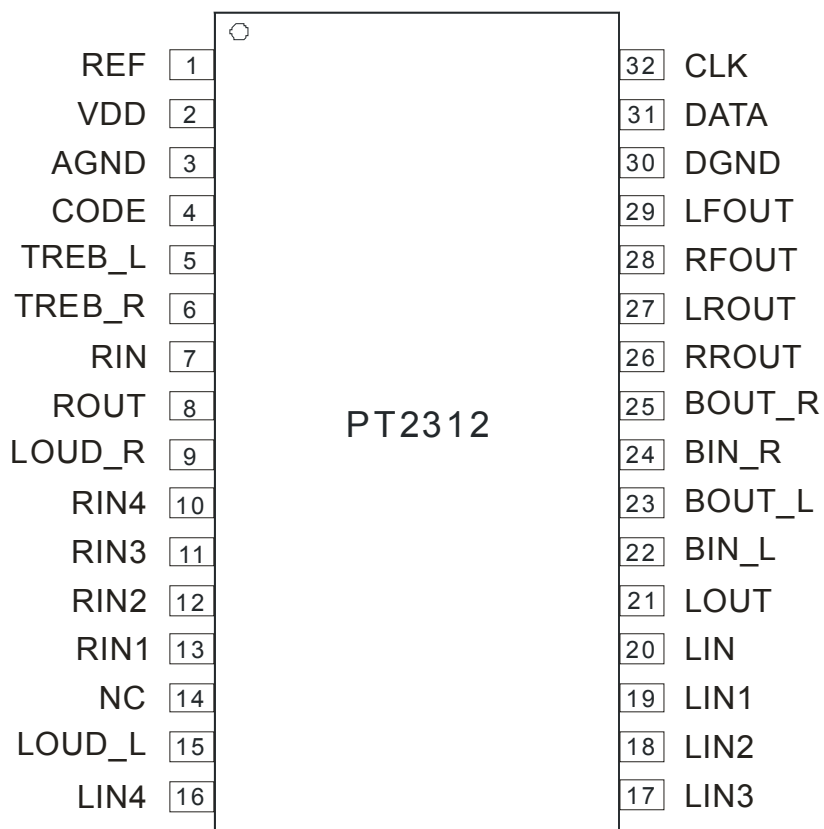 REF 1 32 CLK
VDD 2 31 DATA
AGND 3 30 DGND
CODE 4 29 LFOUT
TREB_L 5 28 RFOUT
TREB_R 6 27 LROUT
RIN 7 26 RROUT
ROUT 8 25 BOUT_R
PT2312
LOUD_R 9 24 BIN_R
RIN4 10 23 BOUT_L
RIN3 11 22 BIN_L
RIN2 12 21 LOUT
RIN1 13 20 LIN
NC 14 19 LIN1
LOUD_L 15 18 LIN2
LIN4 16 17 LIN3